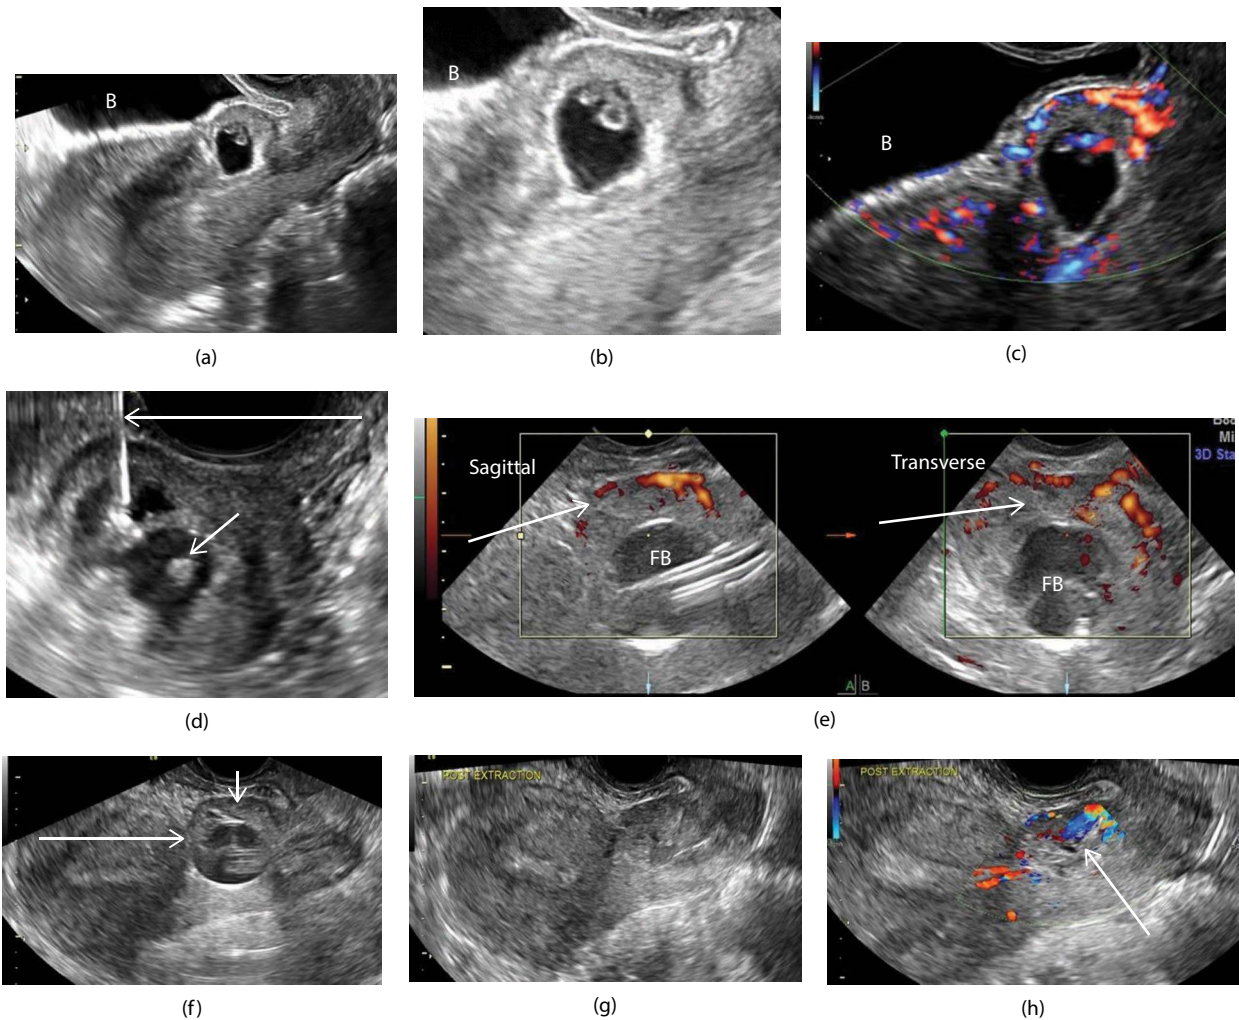 B
B
B
(a)
(b)
(c)
Sagittal
FB
Transverse
FB
3D Sta
A B
(d)
(e)
POST EXTRACTION
POST EXTRACTION
(f)
(g)
(h)